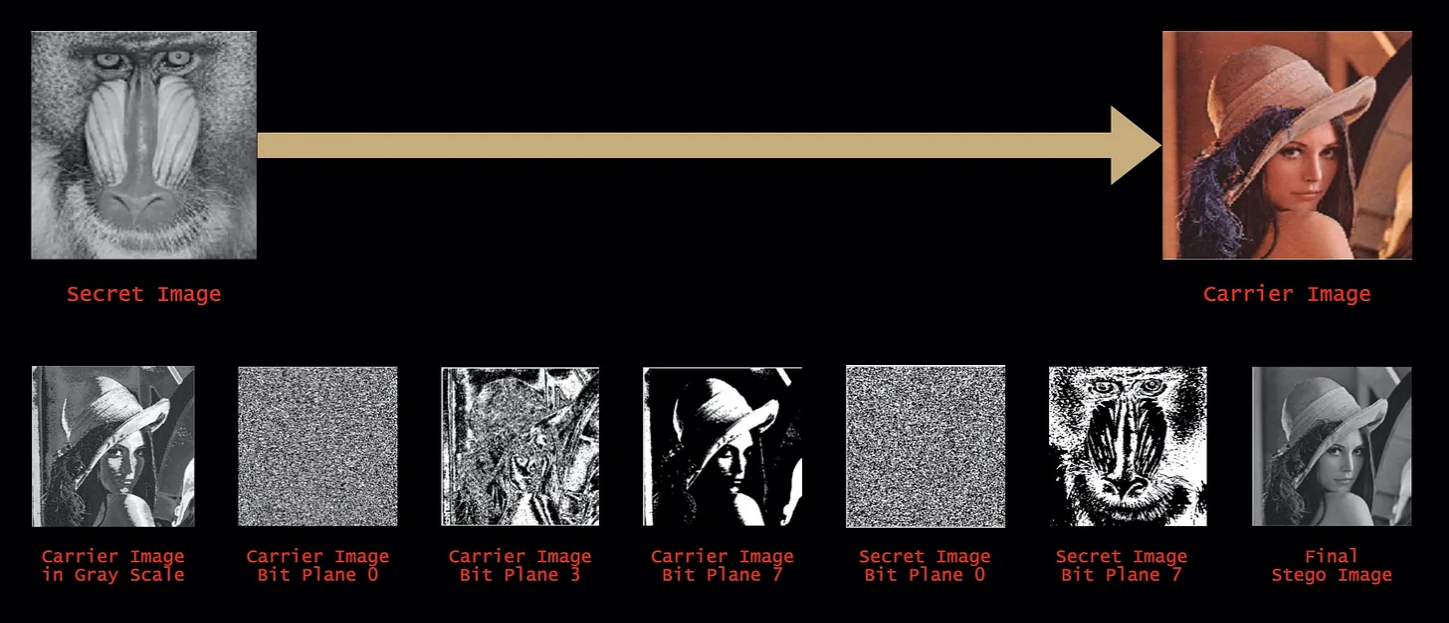 Secret Image
Carrier Image
Carrier Image
in Gray Scale
Carrier Image
Bit Plane 0
Carrier Image
Bit Plane 3
Carrier Image
Bit Plane 7
Secret Image
Bit Plane 0
Secret Image
Bit Plane 7
Final
Stego Image